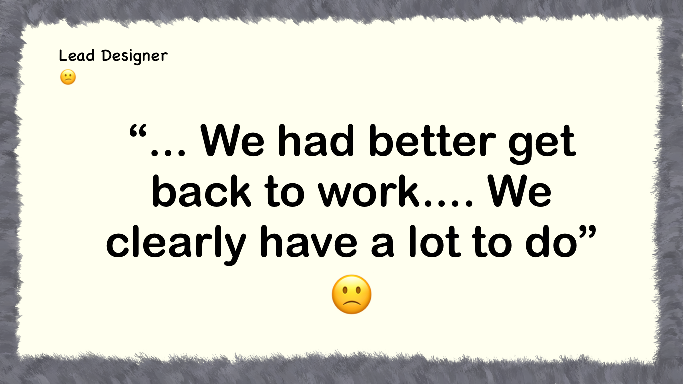 Lead Designer
🙁
“... We had better get
back to work.... We
clearly have a lot to do”
🙁